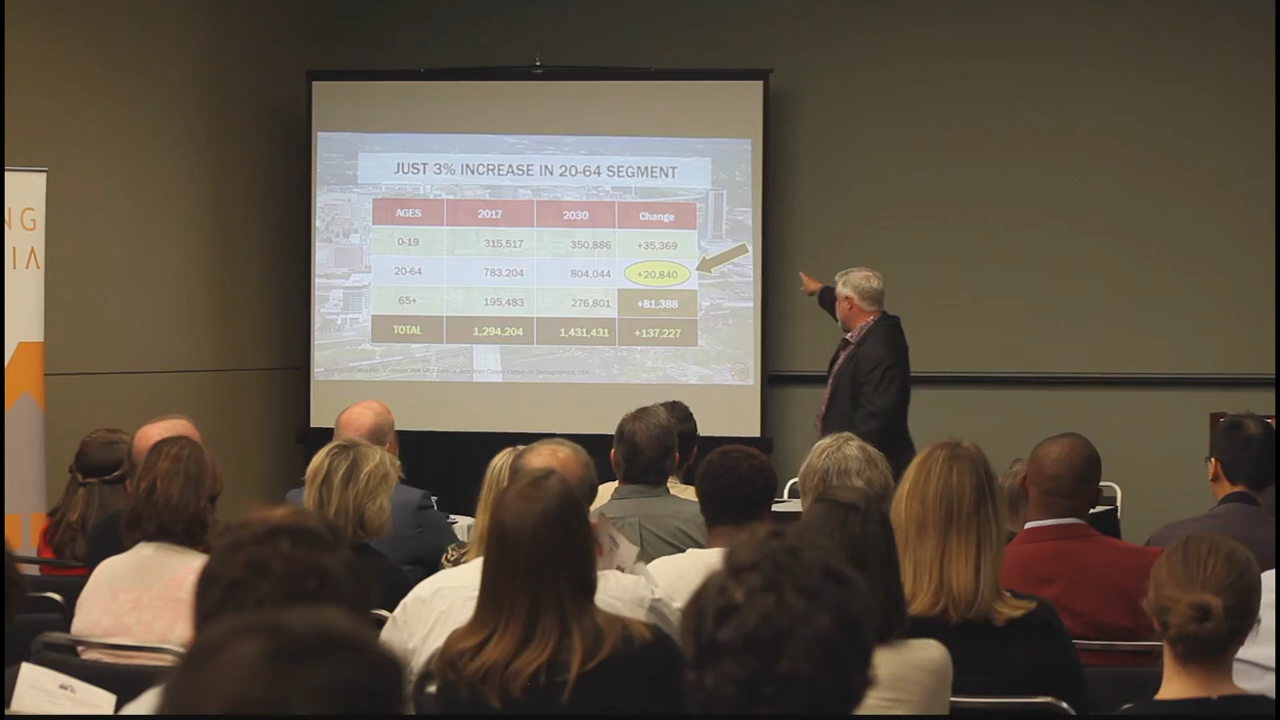 NG
IA
JUST 3% INCREASE IN 20-64 SEGMENT
AGES 2017 2030 Change
0-19 315,517 350,886 +35,369
20-64 783,204 804,044 +20,840
65+ 195,483 276,801 +81,388
TOTAL 1,294,204 1,431,431 +137,227